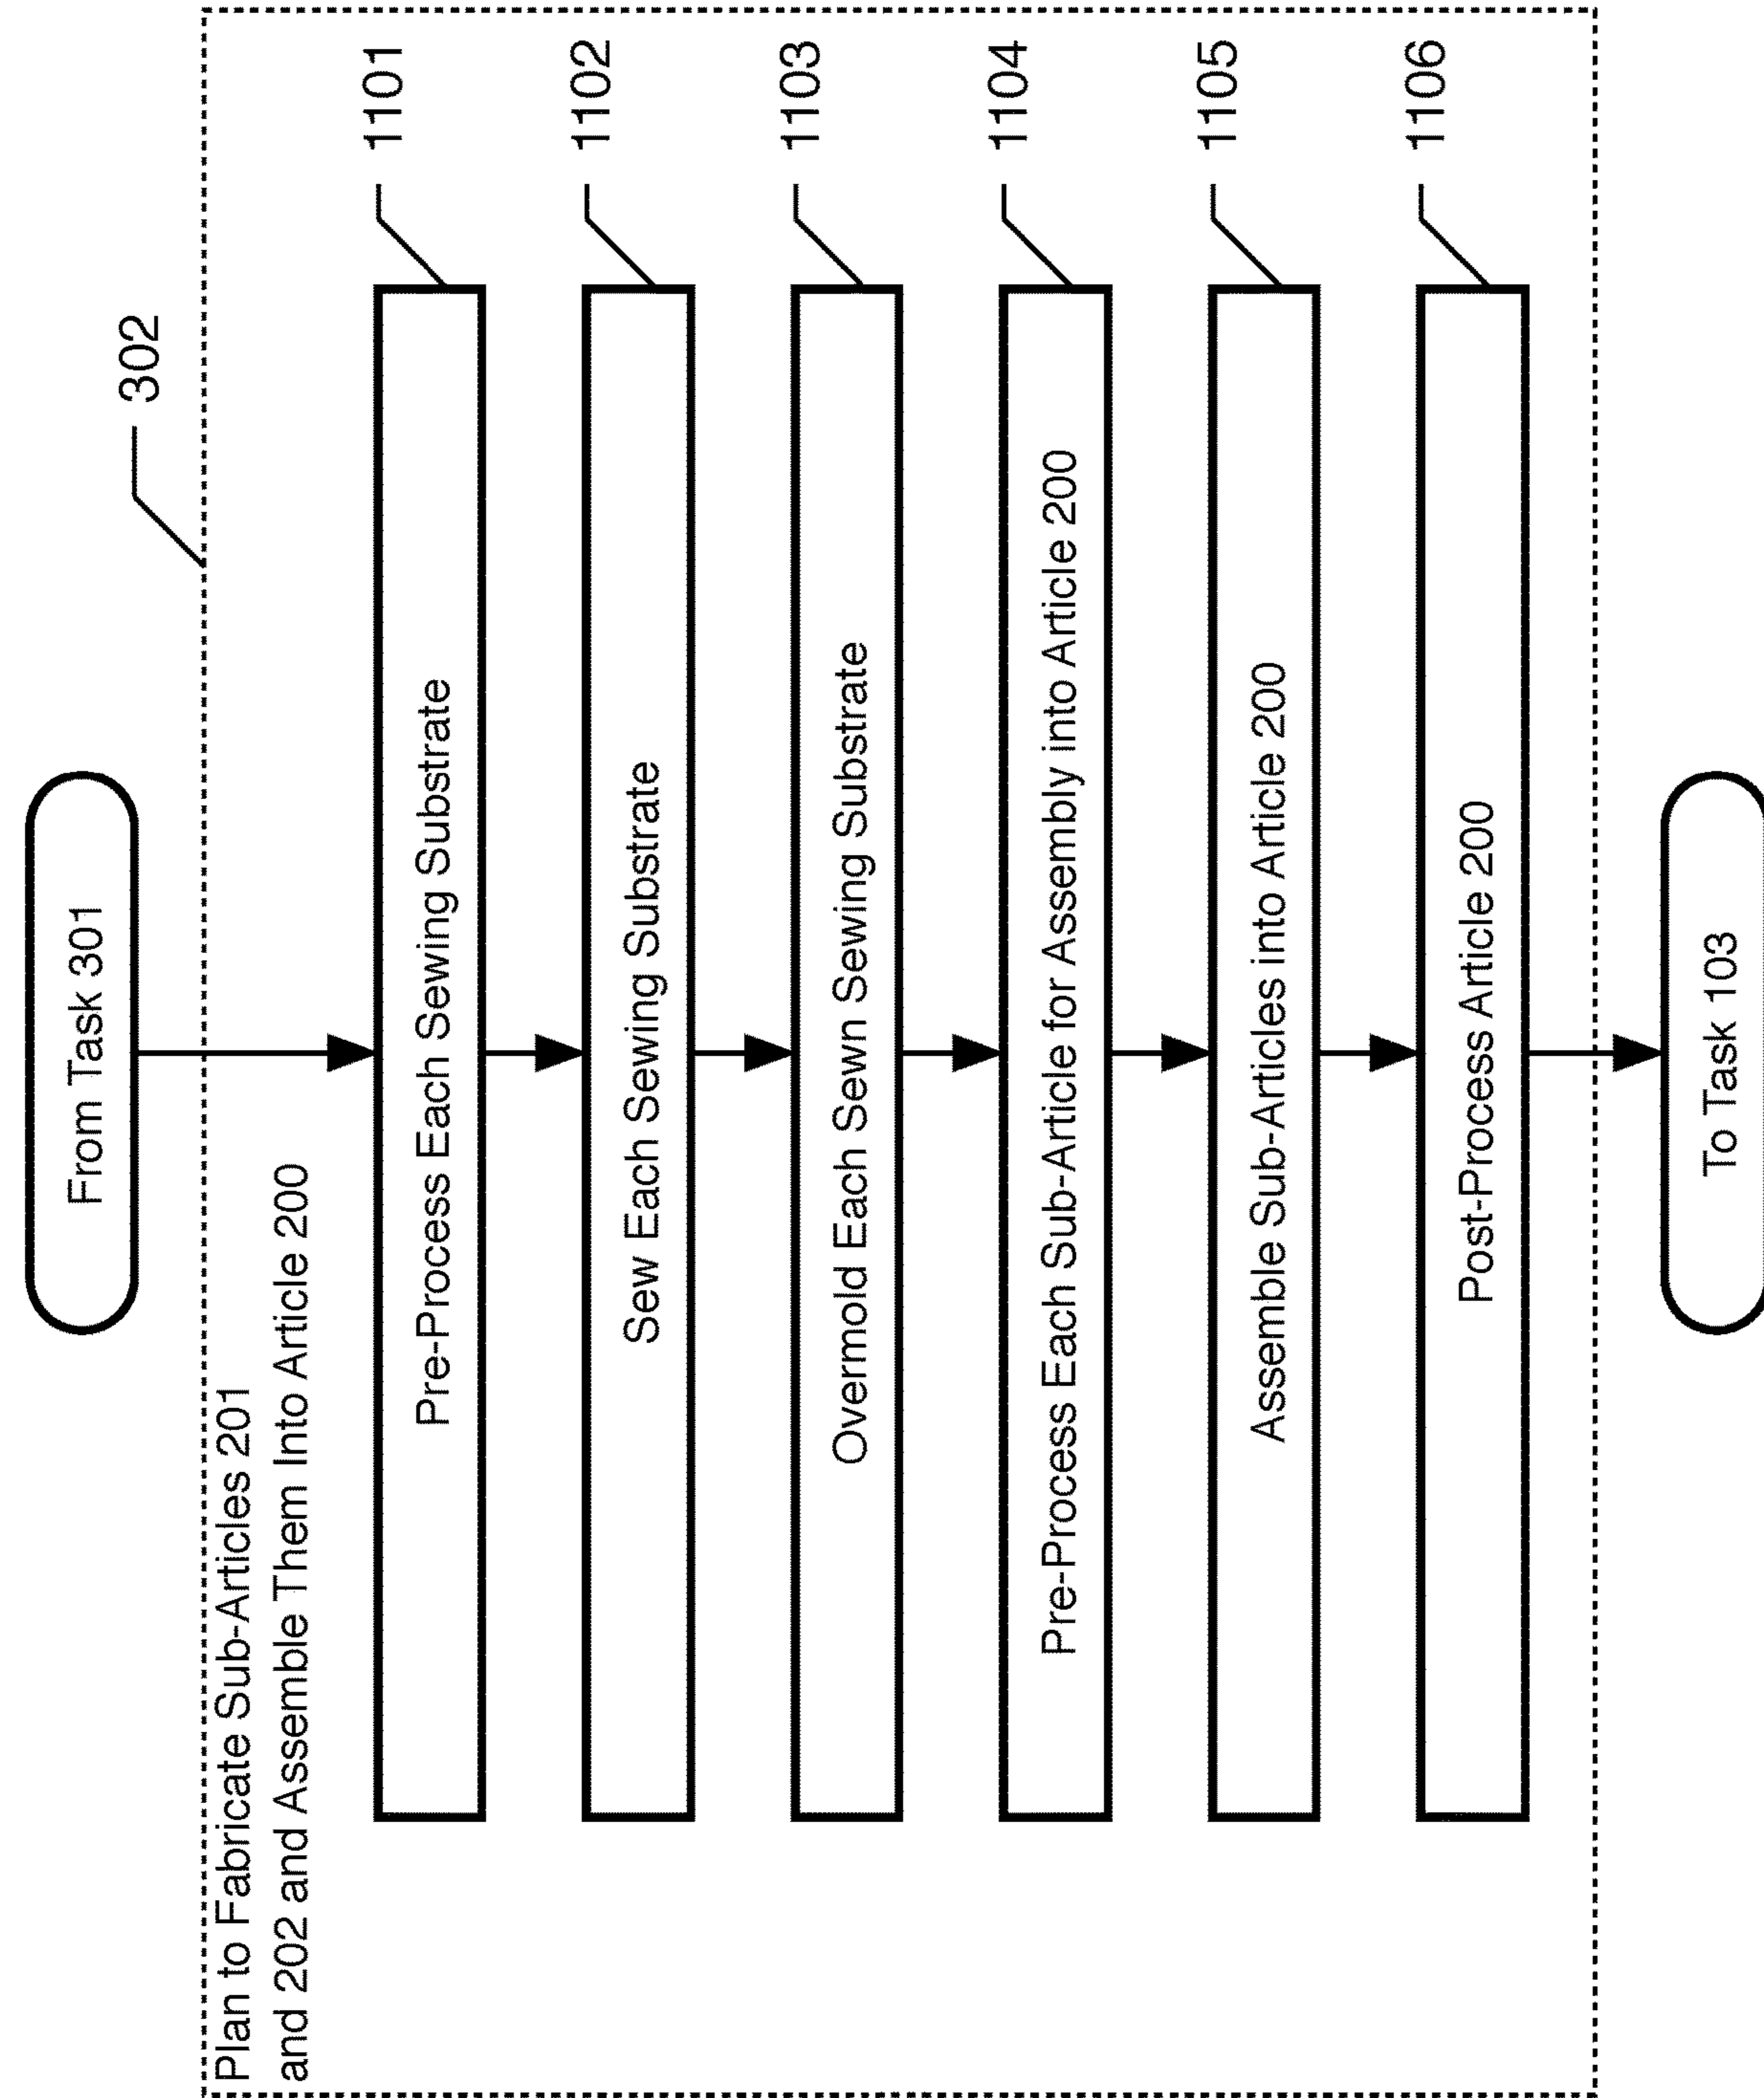 From Task 301
302
Plan to Fabricate Sub-Articles 201
and 202 and Assemble Them Into Article 200
Pre-Process Each Sewing Substrate
1101
Sew Each Sewing Substrate
1102
Overmold Each Sewn Sewing Substrate
1103
Pre-Process Each Sub-Article for Assembly into Article 200
1104
Assemble Sub-Articles into Article 200
1105
Post-Process Article 200
1106
To Task 103